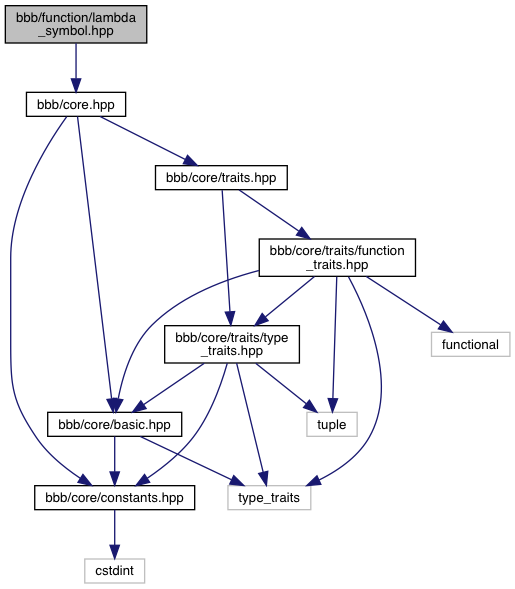 bbb/function/lambda
_symbol.hpp
bbb/core.hpp
bbb/core/traits.hpp
bbb/core/traits/function
_traits.hpp
bbb/core/traits/type
_traits.hpp
functional
bbb/core/basic.hpp
tuple
bbb/core/constants.hpp
type_traits
cstdint